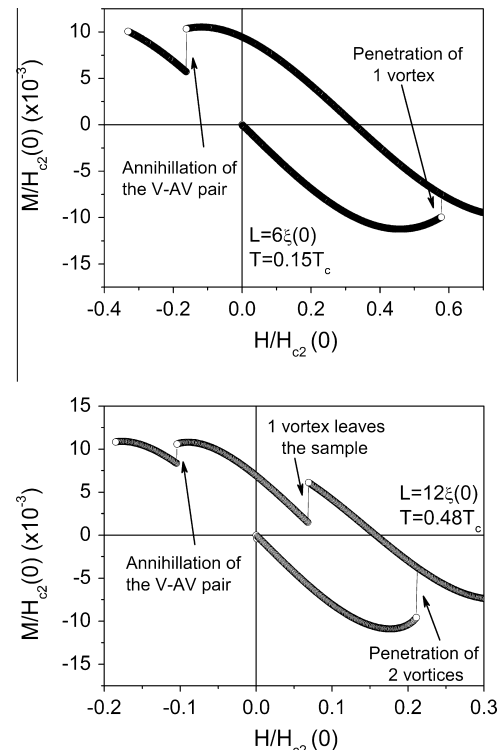 10
5
0
-5
-10
-15
M/Hc2(0) (x10-3)
Penetration of
1 vortex
Annihillation of
the V-AV pair
L=6ξ(0)
T=0.15Tc
-0.4
-0.2
0.0
0.2
0.4
0.6
H/Hc2 (0)
15
10
5
0
-5
-10
-15
M/Hc2(0) (x10-3)
1 vortex leaves
the sample
L=12ξ(0)
T=0.48Tc
Annihillation of
the V-AV pair
Penetration of
2 vortices
-0.2
-0.1
0.0
0.1
0.2
0.3
H/Hc2 (0)